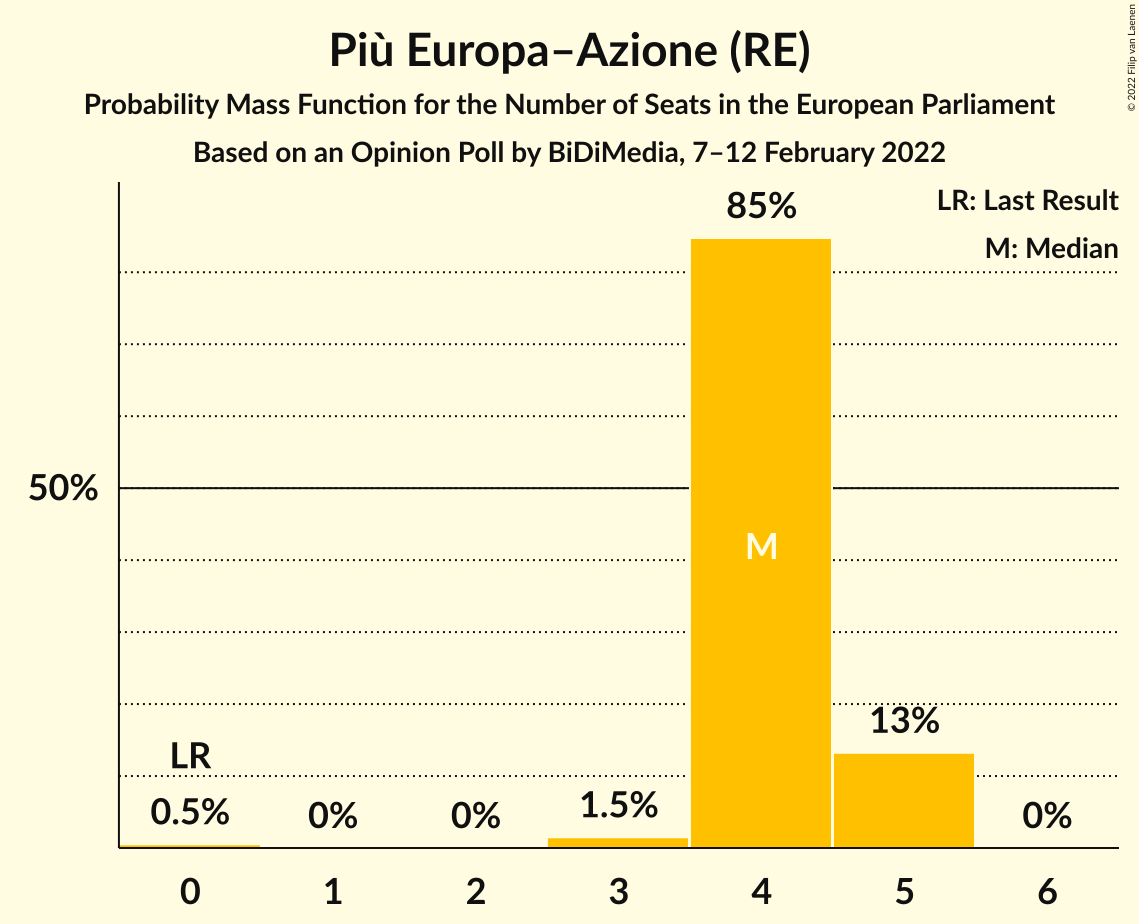 Più Europa–Azione (RE)
Probability Mass Function for the Number of Seats in the European Parliament
Based on an Opinion Poll by BiDiMedia, 7–12 February 2022
© 2022 Filip van Laenen
LR: Last Result
M: Median
85%
50%
M
13%
LR
0.5%
0%
0%
1.5%
0%
0
1
2
3
4
5
6